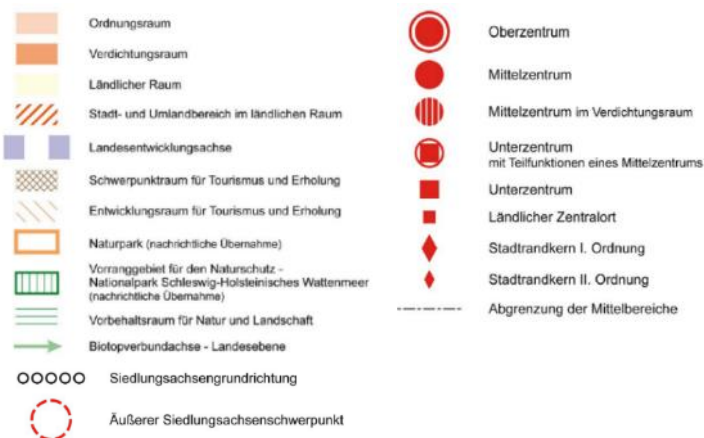 Ordnungsraum
Verdichtungsraum
Ländlicher Raum
Stadt- und Umlandbereich im ländlichen Raum
Landesentwicklungsachse
Schwerpunktraum für Tourismus und Erholung
Entwicklungsraum für Tourismus und Erholung
Naturpark (nachrichtliche Übernahme)
Vorranggebiet für den Naturschutz -
Nationalpark Schleswig-Holsteinisches Wattenmeer
(nachrichtliche Übernahme)
Vorbehaltsraum für Natur und Landschaft
Biotopverbundachse - Landesebene
Siedlungsachsengrundrichtung
Äußerer Siedlungsachsenschwerpunkt
Oberzentrum
Mittelzentrum
Mittelzentrum im Verdichtungsraum
Unterzentrum
mit Teilfunktionen eines Mittelzentrums
Unterzentrum
Ländlicher Zentralort
Stadtrandkern I. Ordnung
Stadtrandkern II. Ordnung
Abgrenzung der Mittelbereiche